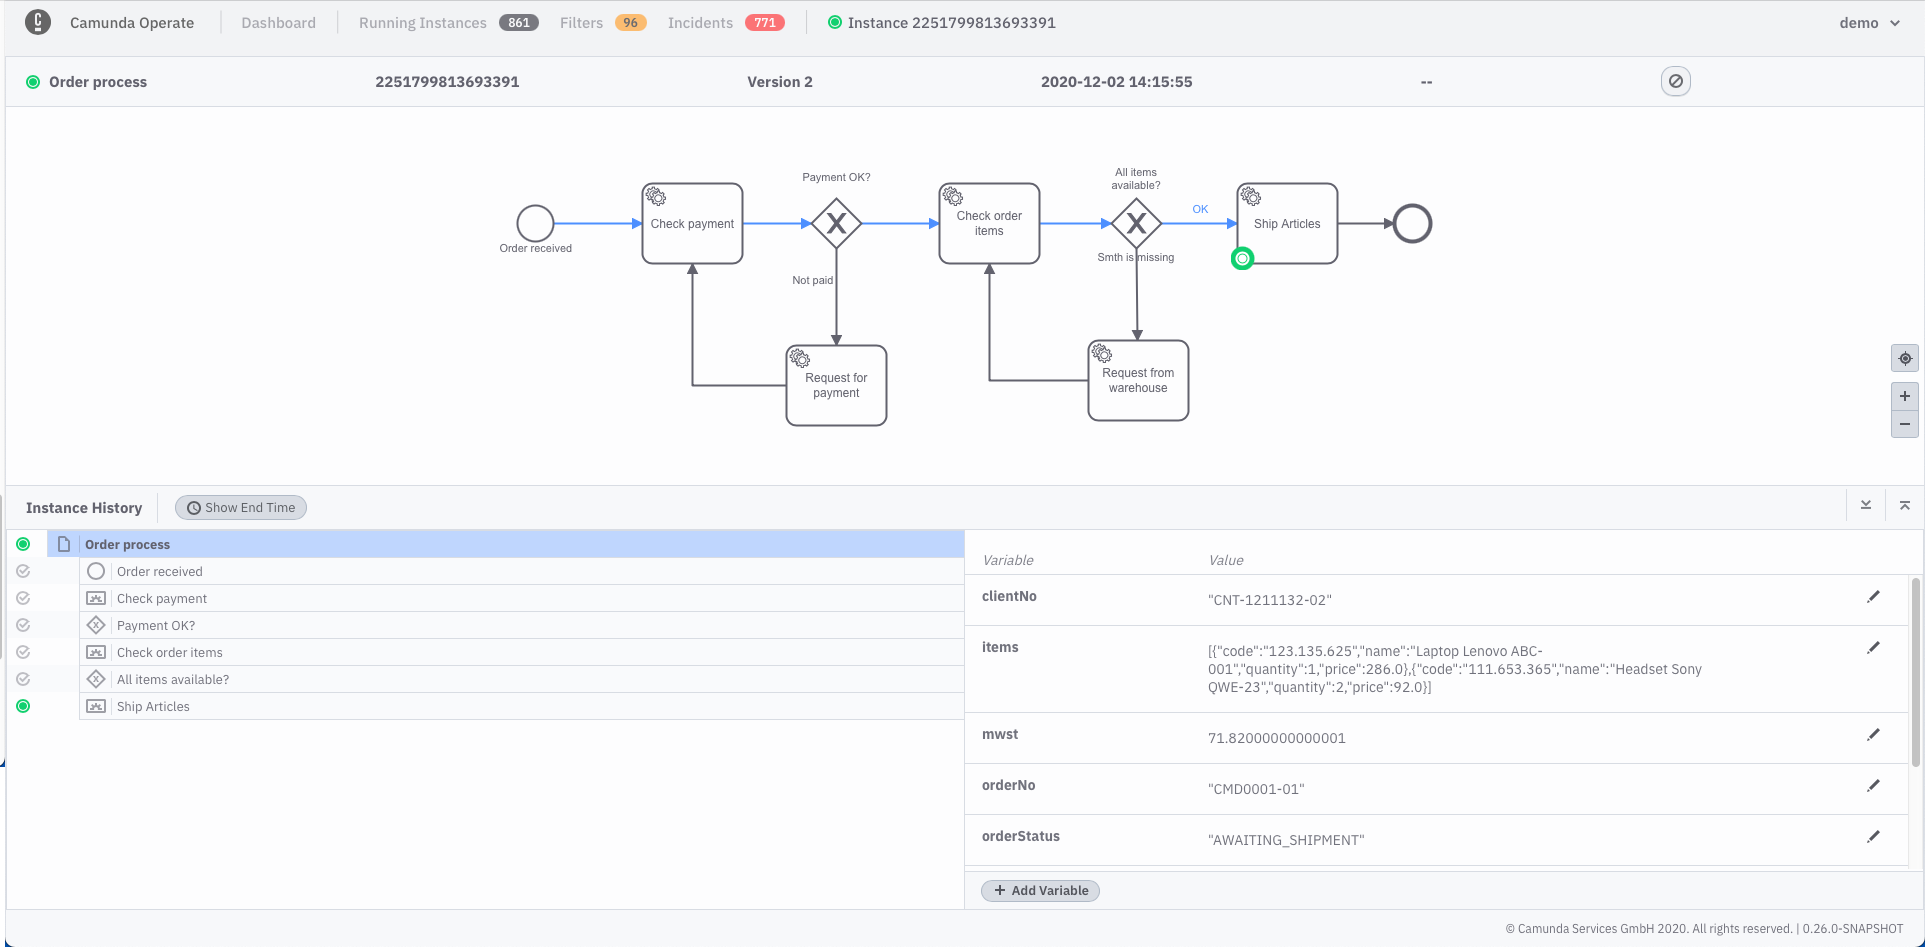 Camunda Operate
Dashboard
Running Instances 861
Filters 96
Incidents 771
Instance 2251799813693391
demo
Order process
2251799813693391
Version 2
2020-12-02 14:15:55
--
Order received
Check payment
Payment OK?
Not paid
Request for
payment
Check order
items
All items
available?
OK
Smth is missing
Request from
warehouse
Ship Articles
Instance History
Show End Time
Order process
Order received
Check payment
Payment OK?
Check order items
All items available?
Ship Articles
Variable Value
clientNo "CNT-1211132-02"
items [{"code":"123.135.625","name":"Laptop Lenovo ABC-
001","quantity":1,"price":286.0},{"code":"111.653.365","name":"Headset Sony
QWE-23","quantity":2,"price":92.0}]
mwst 71.82000000000001
orderNo "CMD0001-01"
orderStatus "AWAITING_SHIPMENT"
+ Add Variable
© Camunda Services GmbH 2020. All rights reserved. | 0.26.0-SNAPSHOT